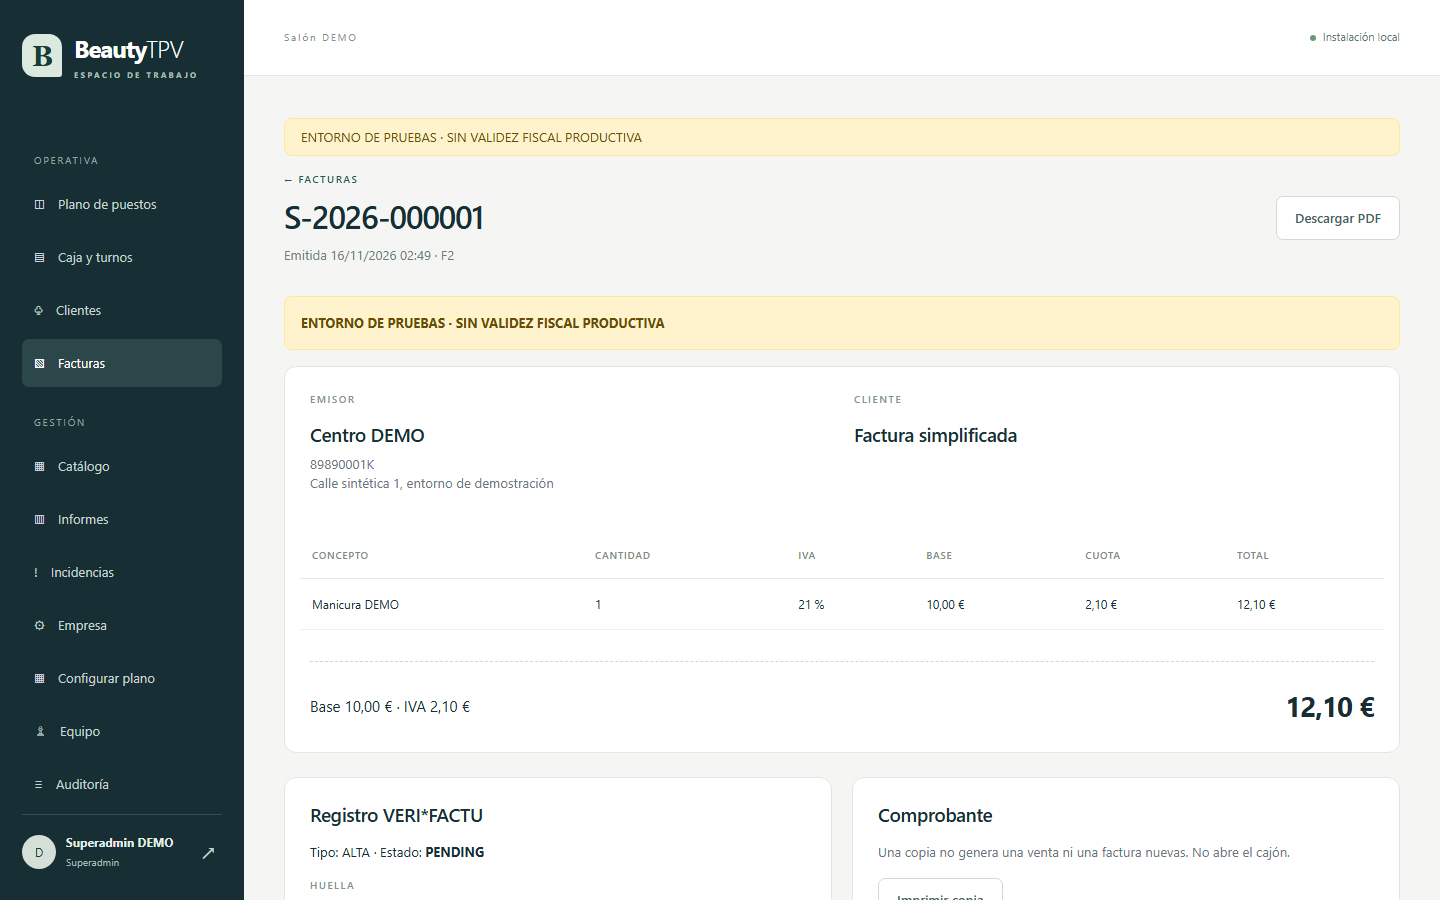 B
BeautyTPV
ESPACIO DE TRABAJO
OPERATIVA
Plano de puestos
Caja y turnos
Clientes
Facturas
GESTIÓN
Catálogo
Informes
! Incidencias
Empresa
Configurar plano
Equipo
Auditoría
D
Superadmin DEMO
Superadmin
Salón DEMO
Instalación local
ENTORNO DE PRUEBAS · SIN VALIDEZ FISCAL PRODUCTIVA
← FACTURAS
S-2026-000001
Descargar PDF
Emitida 16/11/2026 02:49 · F2
ENTORNO DE PRUEBAS · SIN VALIDEZ FISCAL PRODUCTIVA
EMISOR
Centro DEMO
89890001K
Calle sintética 1, entorno de demostración
CLIENTE
Factura simplificada
CONCEPTO CANTIDAD IVA BASE CUOTA TOTAL
Manicura DEMO 1 21 % 10,00 € 2,10 € 12,10 €
Base 10,00 € · IVA 2,10 € 12,10 €
Registro VERI*FACTU
Tipo: ALTA · Estado: PENDING
HUELLA
Comprobante
Una copia no genera una venta ni una factura nuevas. No abre el cajón.
Imprimir copia